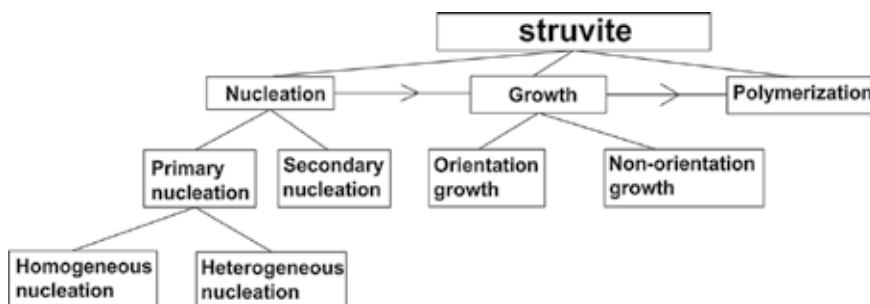 struvite
Nucleation
Growth
Polymerization
Primary
nucleation
Secondary
nucleation
Orientation
growth
Non-orientation
growth
Homogeneous
nucleation
Heterogeneous
nucleation